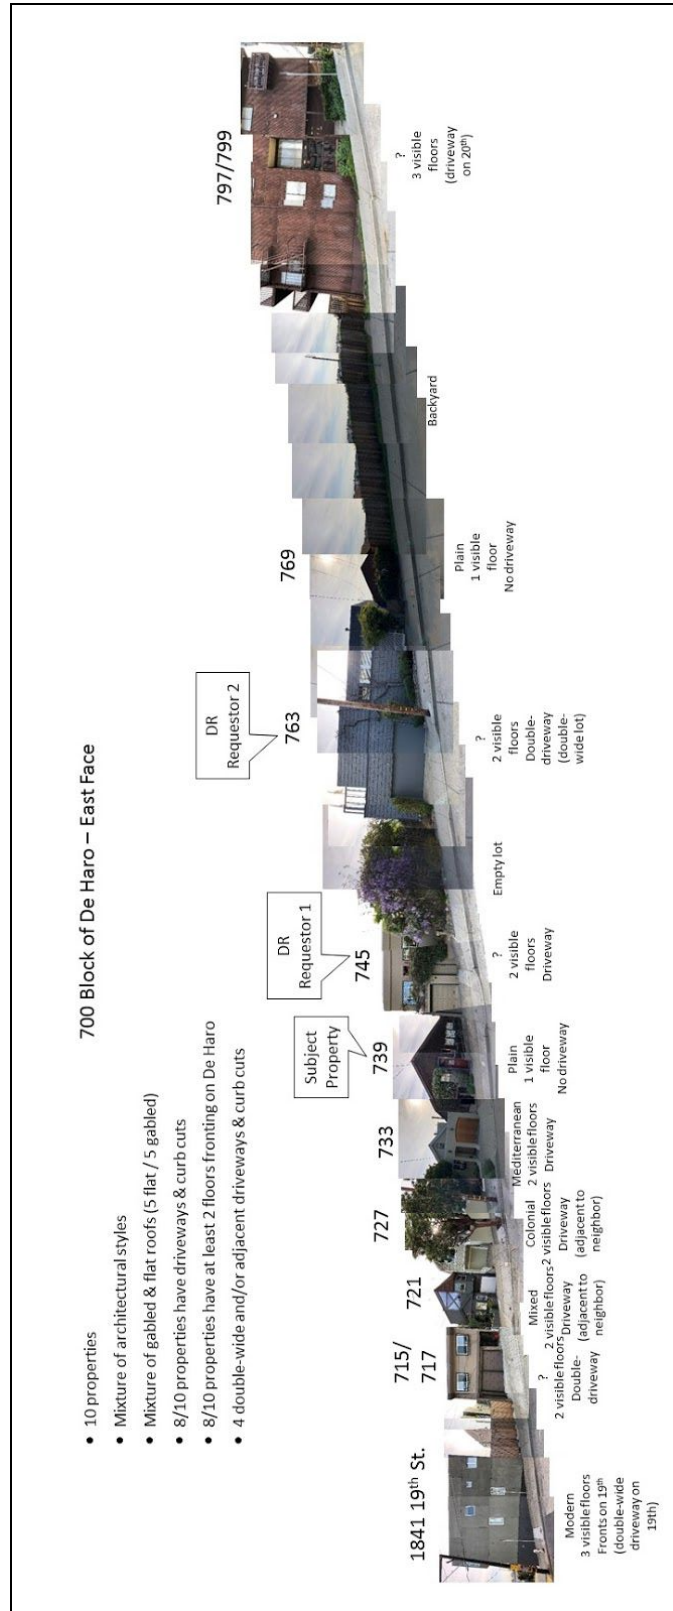 700 Block of De Haro – East Face
• 10 properties
• Mixture of architectural styles
• Mixture of gabled & flat roofs (5 flat / 5 gabled)
• 8/10 properties have driveways & curb cuts
• 8/10 properties have at least 2 floors fronting on De Haro
• 4 double-wide and/or adjacent driveways & curb cuts
1841 19th St.
715/
717
721
727
733
739
Subject
Property
745
DR
Requestor 1
763
DR
Requestor 2
769
797/799
Modern
3 visible floors
Fronts on 19th
(double-wide
driveway on
19th)
?
2 visible floors
Double-
driveway
Mixed
2 visible floors
Driveway
(adjacent to
neighbor)
Colonial
2 visible floors
Driveway
(adjacent to
neighbor)
Mediterranean
2 visible floors
Driveway
Plain
1 visible
floor
No driveway
?
2 visible
floors
Driveway
Empty lot
?
2 visible
floors
Double-
driveway
(double-
wide lot)
Plain
1 visible
floor
No driveway
Backyard
?
3 visible
floors
(driveway
on 20th)